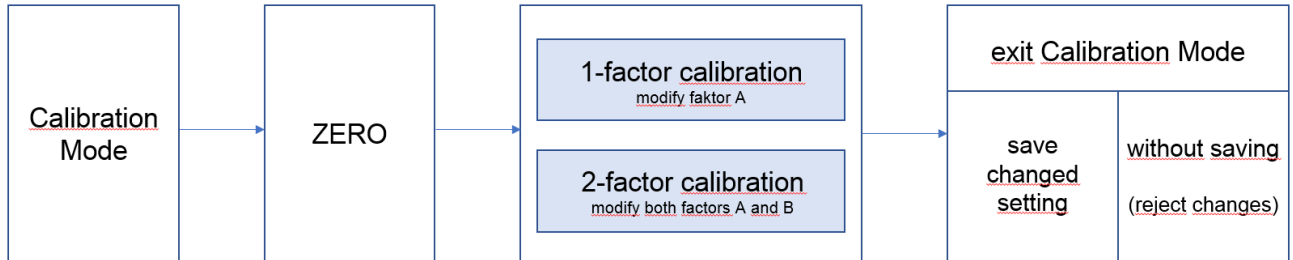 Calibration
Mode
ZERO
1-factor calibration
modify faktor A
2-factor calibration
modify both factors A and B
exit Calibration Mode
save
changed
setting
without saving
(reject changes)